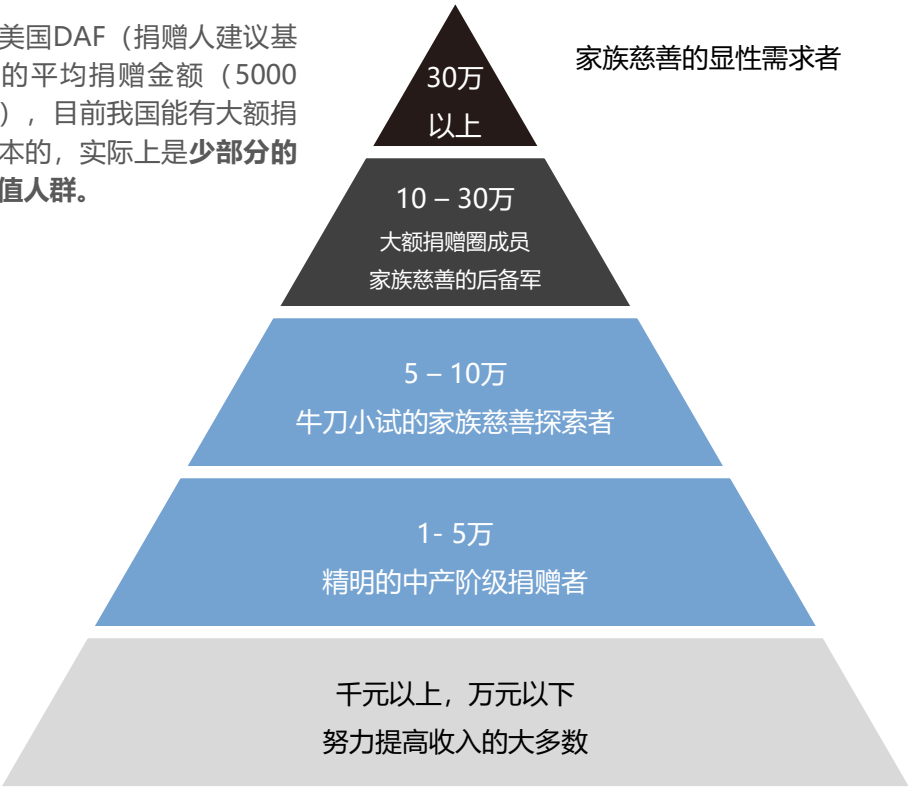 美国DAF（捐赠人建议基
的平均捐赠金额（5000
），目前我国能有大额捐
本的，实际上是少部分的
值人群。
家族慈善的显性需求者
30万
以上
10 – 30万
大额捐赠圈成员
家族慈善的后备军
5 – 10万
牛刀小试的家族慈善探索者
1- 5万
精明的中产阶级捐赠者
千元以上，万元以下
努力提高收入的大多数